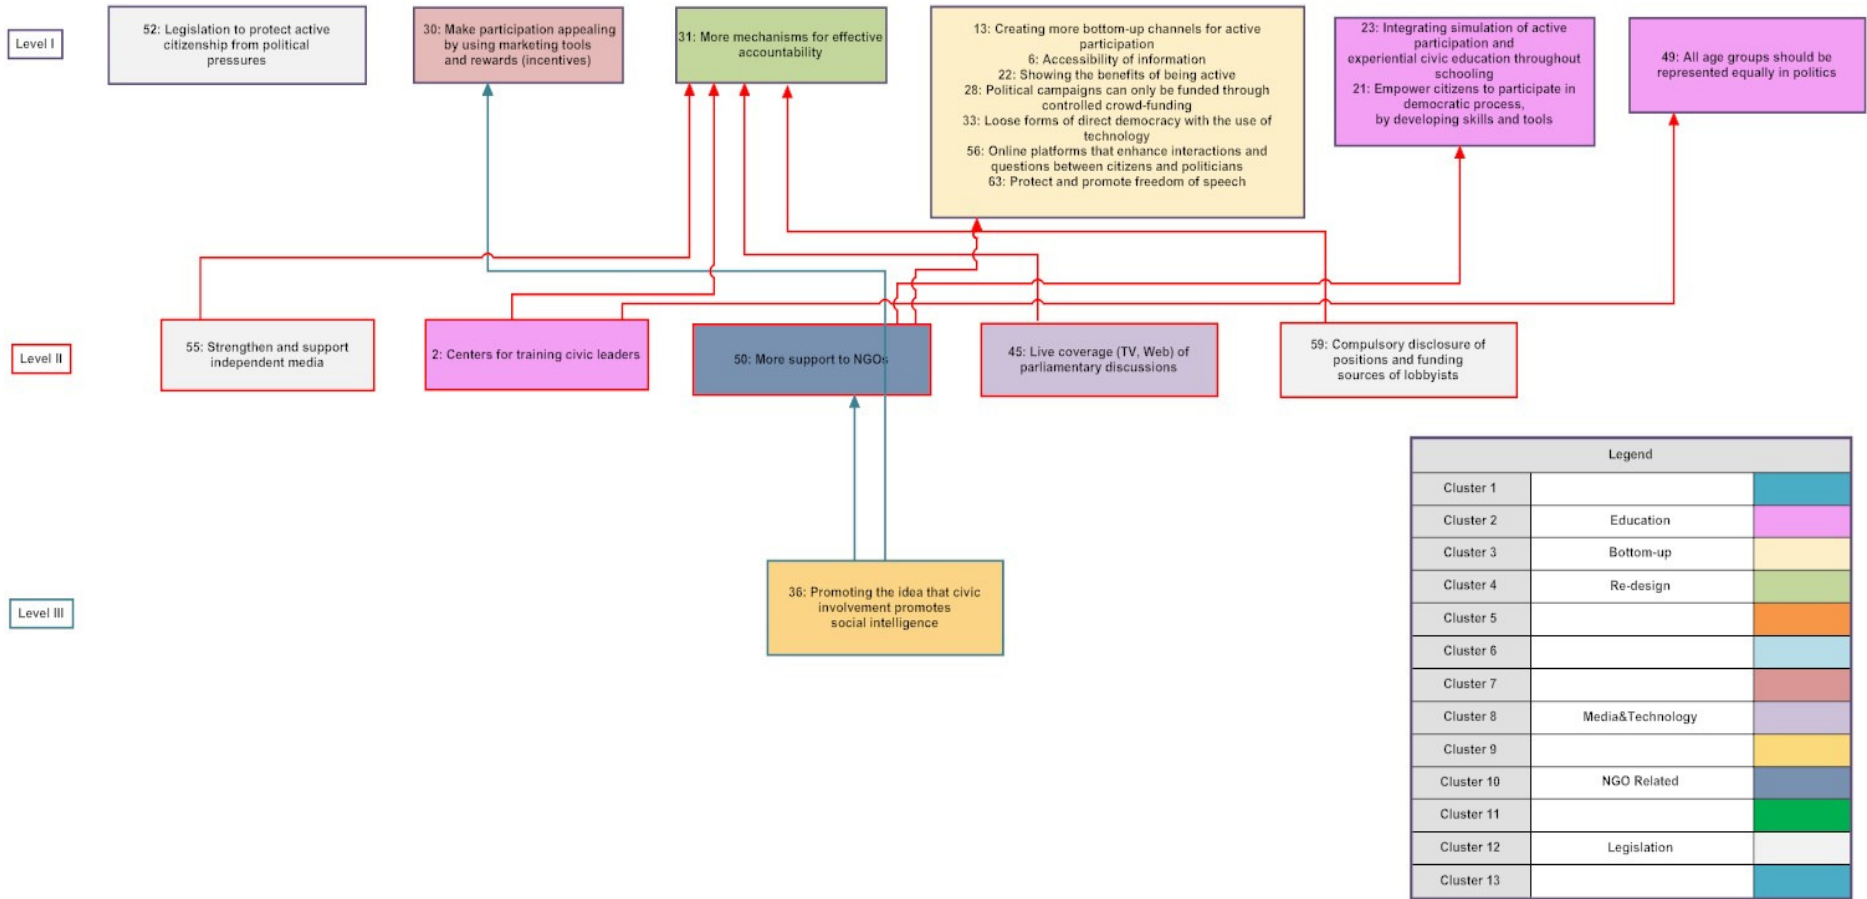 Level I
52: Legislation to protect active
citizenship from political
pressures
30: Make participation appealing
by using marketing tools
and rewards (incentives)
31: More mechanisms for effective
accountability
13: Creating more bottom-up channels for active
participation
6: Accessibility of information
22: Showing the benefits of being active
28: Political campaigns can only be funded through
controlled crowd-funding
33: Loose forms of direct democracy with the use of
technology
56: Online platforms that enhance interactions and
questions between citizens and politicians
63: Protect and promote freedom of speech
23: Integrating simulation of active
participation and
experiential civic education throughout
schooling
21: Empower citizens to participate in
democratic process,
by developing skills and tools
49: All age groups should be
represented equally in politics
Level II
55: Strengthen and support
independent media
2: Centers for training civic leaders
50: More support to NGOs
45: Live coverage (TV, Web) of
parliamentary discussions
59: Compulsory disclosure of
positions and funding
sources of lobbyists
Level III
36: Promoting the idea that civic
involvement promotes
social intelligence
Legend
Cluster 1
Cluster 2 Education
Cluster 3 Bottom-up
Cluster 4 Re-design
Cluster 5
Cluster 6
Cluster 7
Cluster 8 Media&Technology
Cluster 9
Cluster 10 NGO Related
Cluster 11
Cluster 12 Legislation
Cluster 13